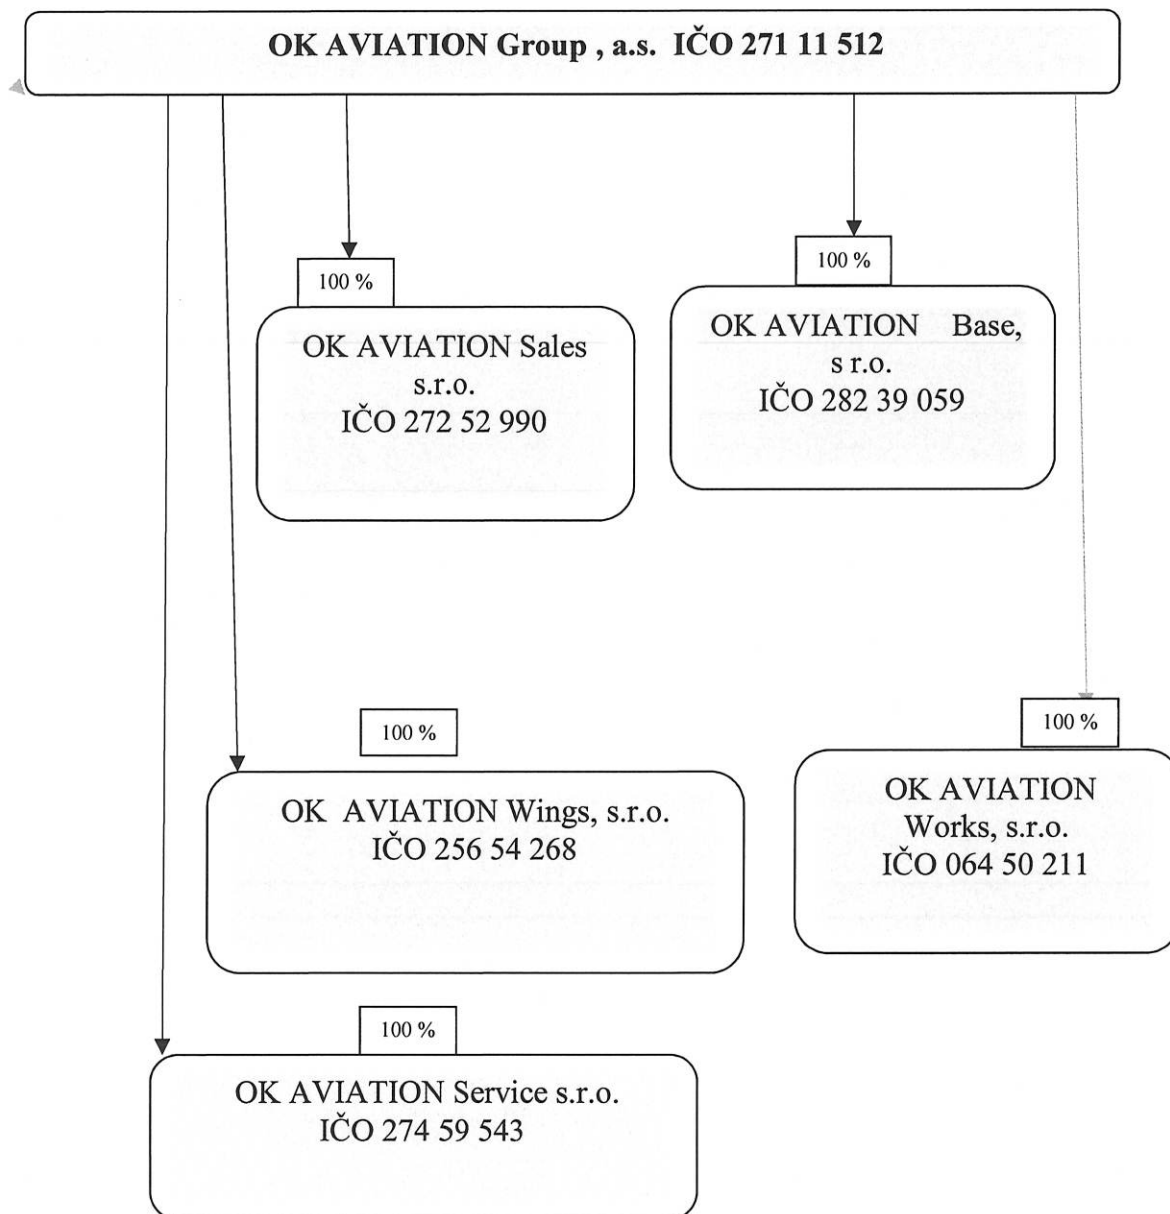 OK AVIATION Group , a.s. IČO 271 11 512
100 %
OK AVIATION Sales
s.r.o.
IČO 272 52 990
100 %
OK AVIATION Base,
s r.o.
IČO 282 39 059
100 %
OK AVIATION Wings, s.r.o.
IČO 256 54 268
100 %
OK AVIATION
Works, s.r.o.
IČO 064 50 211
100 %
OK AVIATION Service s.r.o.
IČO 274 59 543